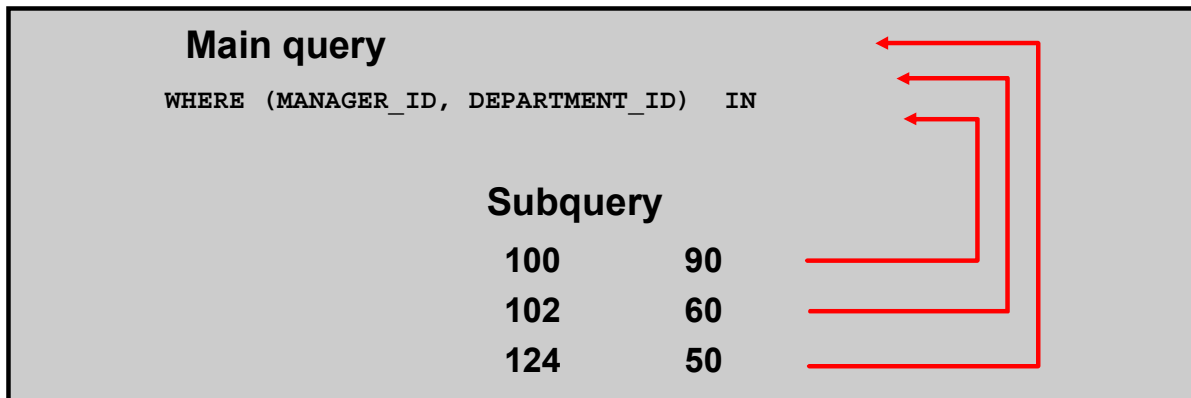 Main query
WHERE (MANAGER_ID, DEPARTMENT_ID) IN
Subquery
100 90
102 60
124 50